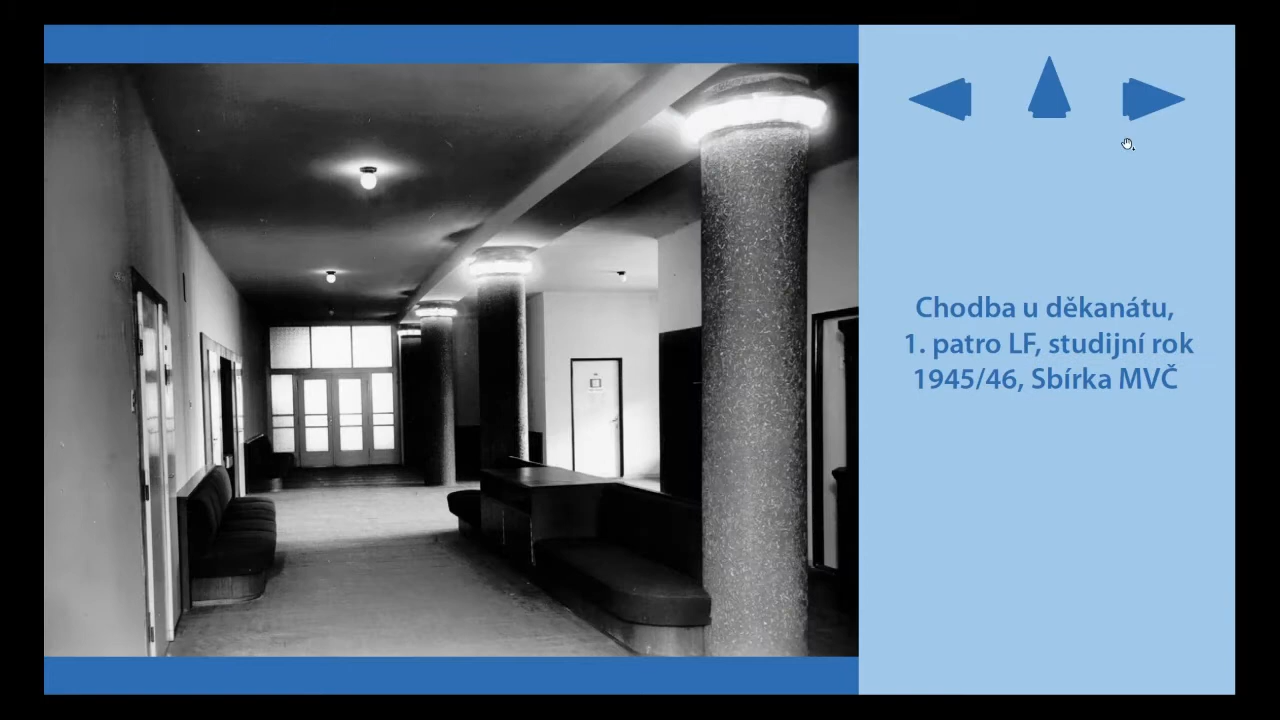 Chodba u děkanátu,
1. patro LF, studijní rok
1945/46, Sbírka MVČ